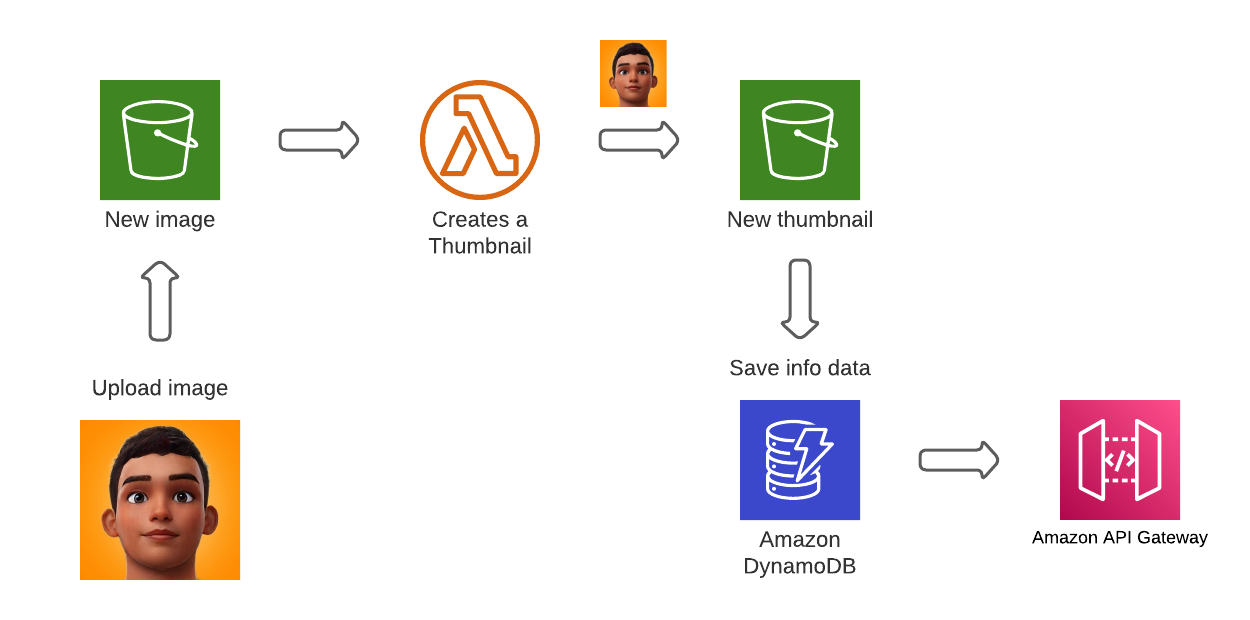 New image
Creates a
Thumbnail
New thumbnail
Upload image
Save info data
</>
Amazon
DynamoDB
Amazon API Gateway